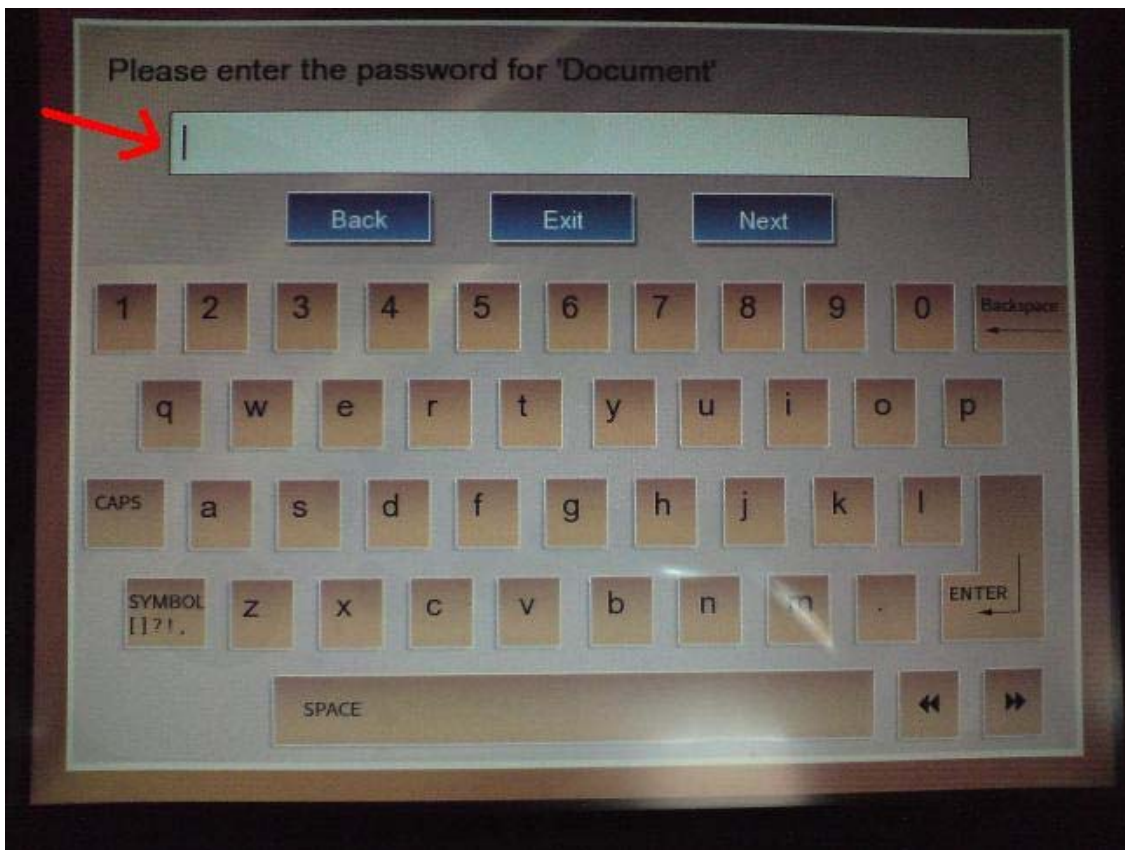 Please enter the password for 'Document'
Back Exit Next
1 2 3 4 5 6 7 8 9 0 Backspace
q w e r t y u i o p
CAPS a s d f g h j k l
SYMBOL z x c v b n m . ENTER
[]?!,
SPACE